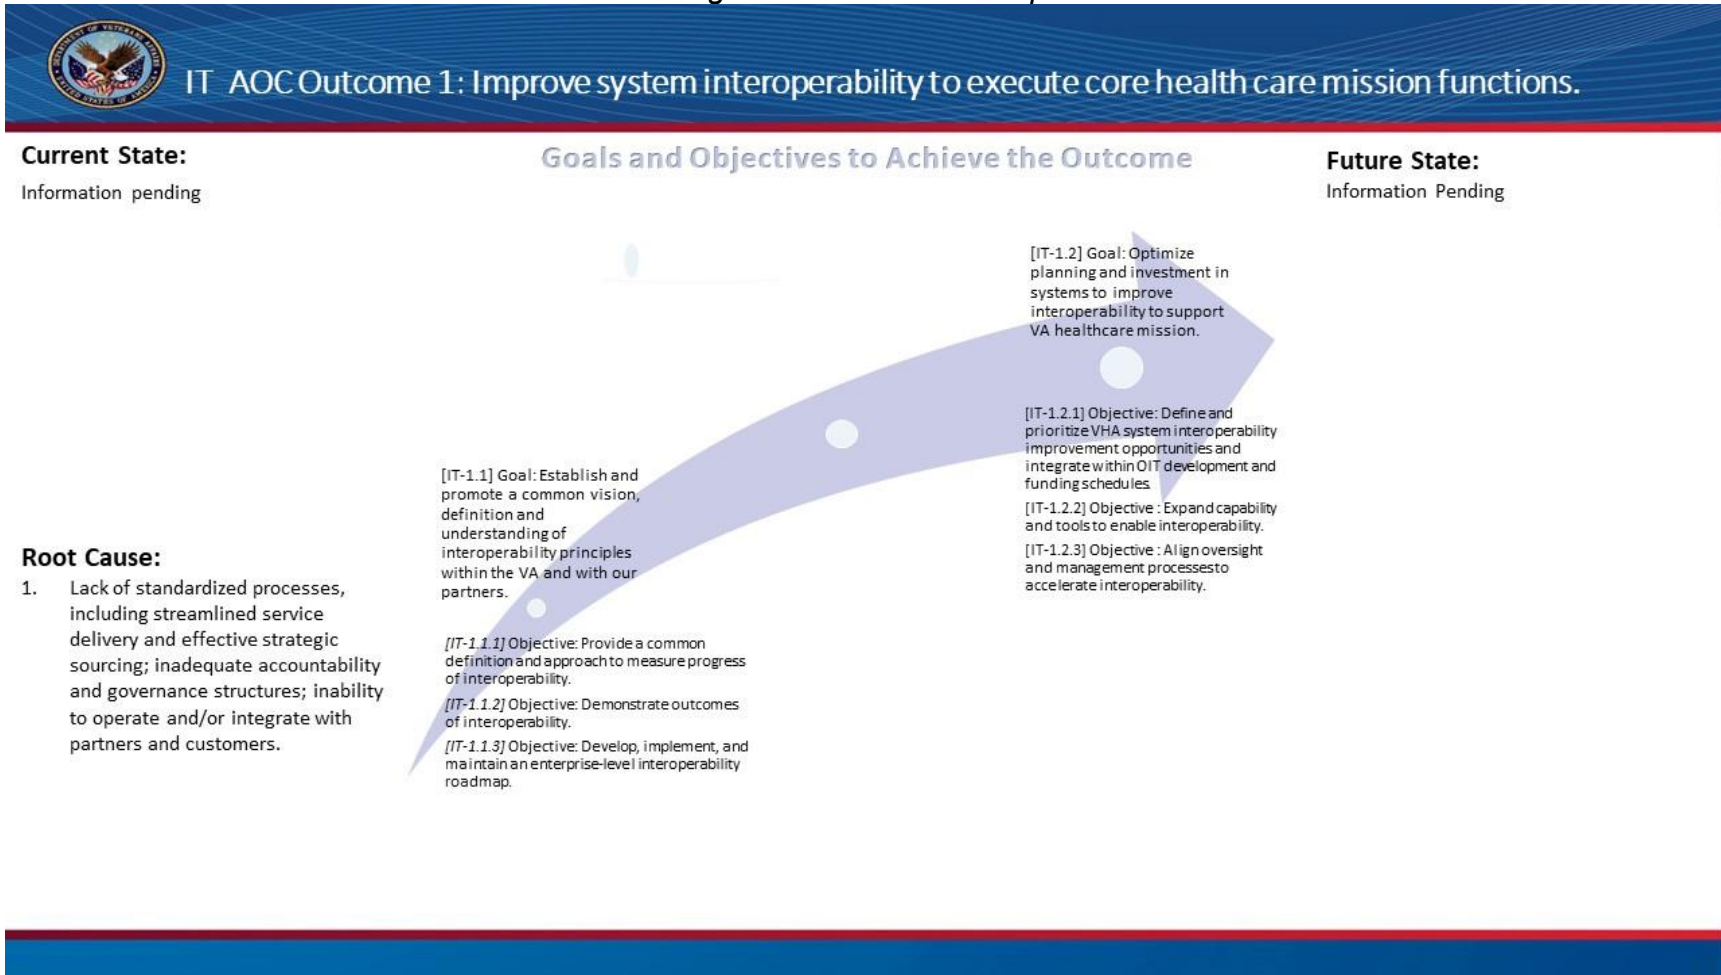 IT AOC Outcome 1: Improve system interoperability to execute core health care mission functions.
Current State:
Information pending
Goals and Objectives to Achieve the Outcome
Future State:
Information Pending
[IT-1.2] Goal: Optimize
planning and investment in
systems to improve
interoperability to support
VA healthcare mission.
[IT-1.2.1] Objective: Define and
prioritize VHA system interoperability
improvement opportunities and
integrate within OIT development and
funding schedules.
[IT-1.2.2] Objective : Expand capability
and tools to enable interoperability.
[IT-1.2.3] Objective : Align oversight
and management processesto
accelerate interoperability.
[IT-1.1] Goal: Establish and
promote a common vision,
definition and
understanding of
interoperability principles
within the VA and with our
partners.
[IT-1.1.1] Objective: Provide a common
definition and approach to measure progress
of interoperability.
[IT-1.1.2] Objective: Demonstrate outcomes
of interoperability.
[IT-1.1.3] Objective: Develop, implement, and
maintain an enterprise-level interoperability
roadmap.
Root Cause:
1. Lack of standardized processes,
including streamlined service
delivery and effective strategic
sourcing; inadequate accountability
and governance structures; inability
to operate and/or integrate with
partners and customers.